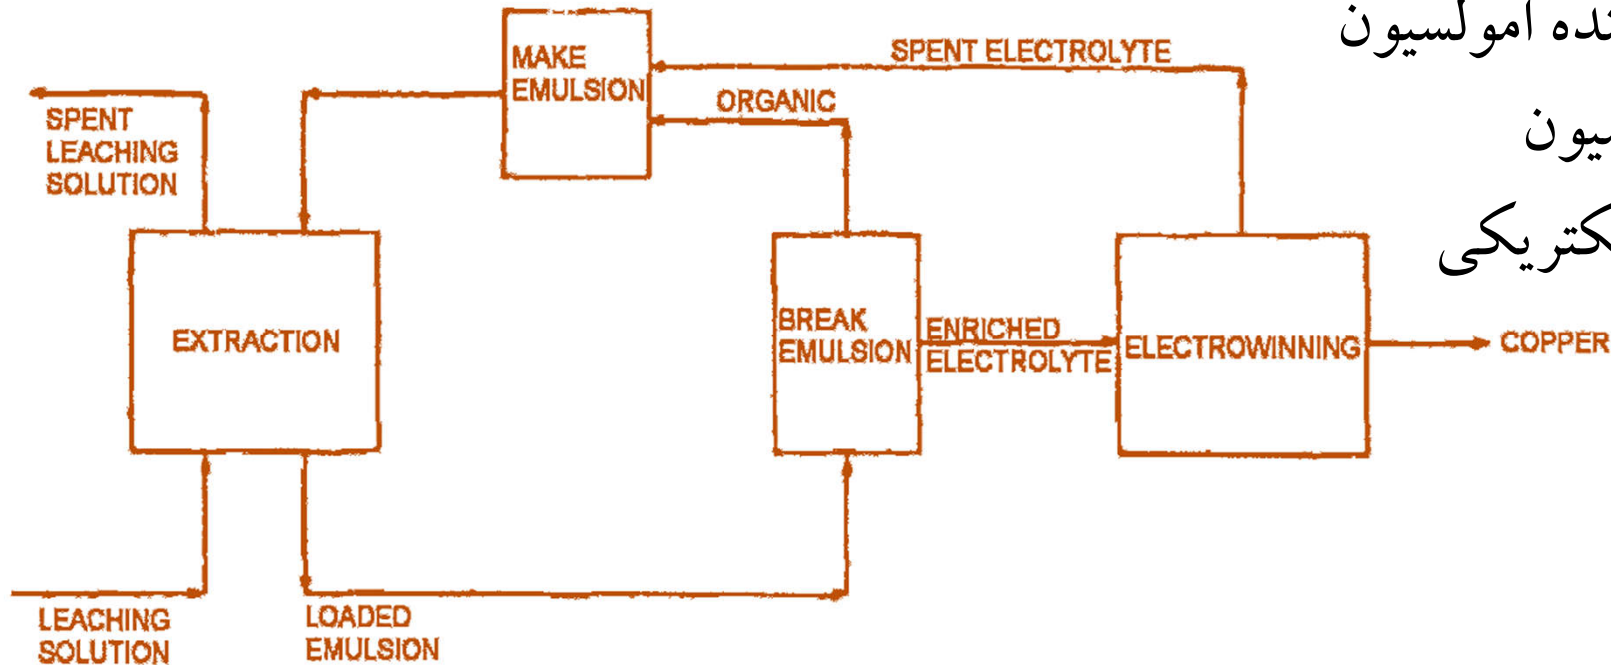 امولسیون
MAKE
EMULSION
SPENT ELECTROLYTE
ORGANIC
SPENT
LEACHING
SOLUTION
EXTRACTION
BREAK
EMULSION
ENRICHED
ELECTROLYTE
ELECTROWINNING
COPPER
LEACHING
SOLUTION
LOADED
EMULSION